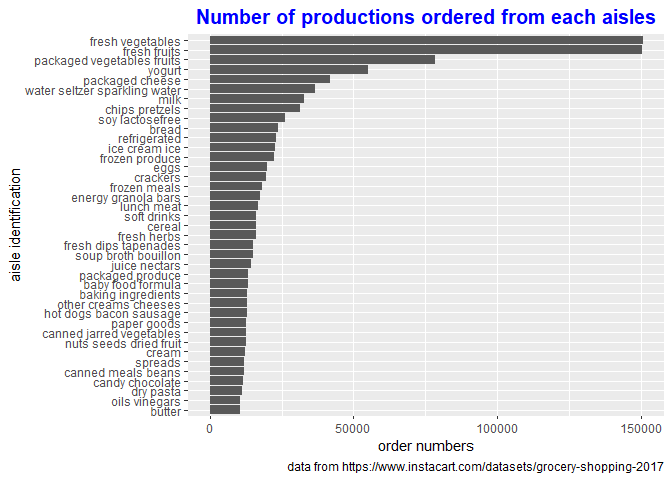 Number of productions ordered from each aisles
aisle identification
fresh vegetables
fresh fruits
packaged vegetables fruits
yogurt
packaged cheese
water seltzer sparkling water
milk
chips pretzels
soy lactosefree
bread
refrigerated
ice cream ice
frozen produce
eggs
crackers
frozen meals
energy granola bars
lunch meat
soft drinks
cereal
fresh herbs
fresh dips tapenades
soup broth bouillon
juice nectars
packaged produce
baby food formula
baking ingredients
other creams cheeses
hot dogs bacon sausage
paper goods
canned jarred vegetables
nuts seeds dried fruit
cream
spreads
canned meals beans
candy chocolate
dry pasta
oils vinegars
butter
0 50000 100000 150000
order numbers
data from https://www.instacart.com/datasets/grocery-shopping-2017